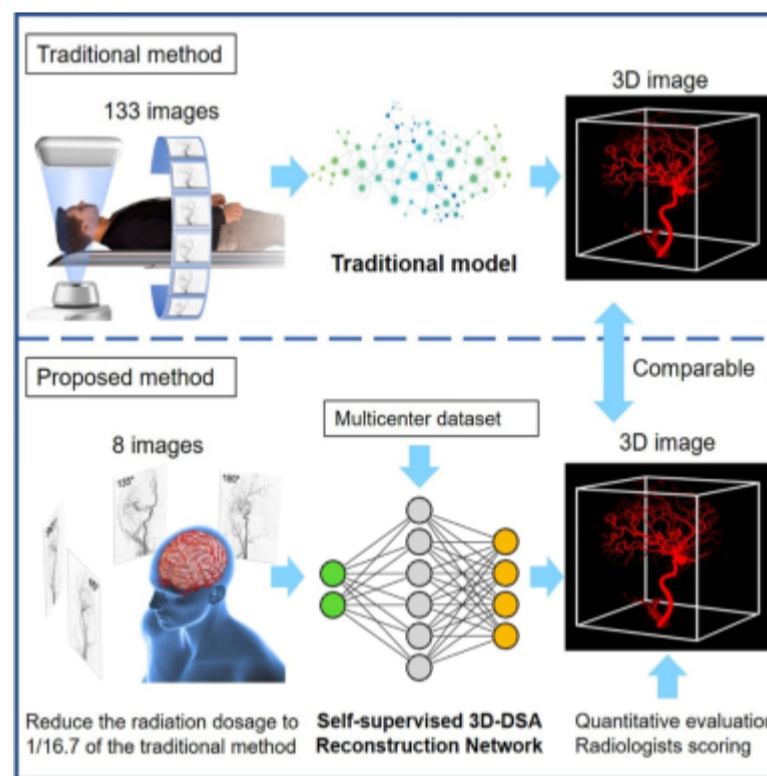 Traditional method
133 images
3D image
Traditional model
Comparable
Proposed method
Multicenter dataset
8 images
3D image
135°
180°
Reduce the radiation dosage to
1/16.7 of the traditional method
Self-supervised 3D-DSA
Reconstruction Network
Quantitative evaluation
Radiologists scoring